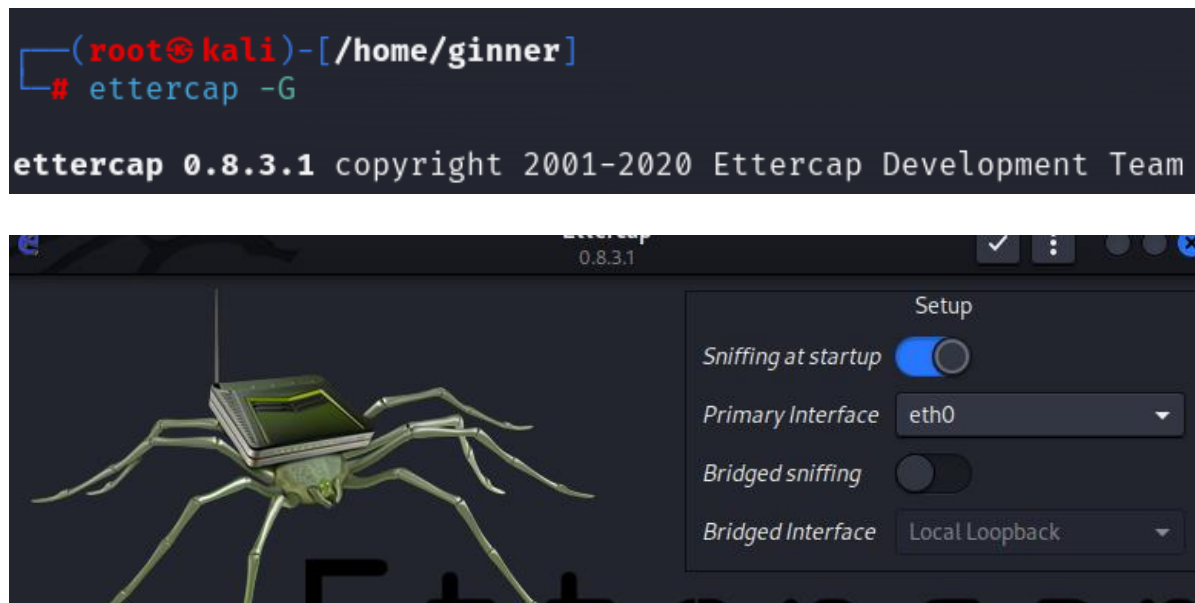 ┌──(root㉿kali)-[/home/ginner]
└─# ettercap -G
ettercap 0.8.3.1 copyright 2001-2020 Ettercap Development Team
0.8.3.1
Setup
Sniffing at startup
Primary Interface eth0
Bridged sniffing
Bridged Interface Local Loopback